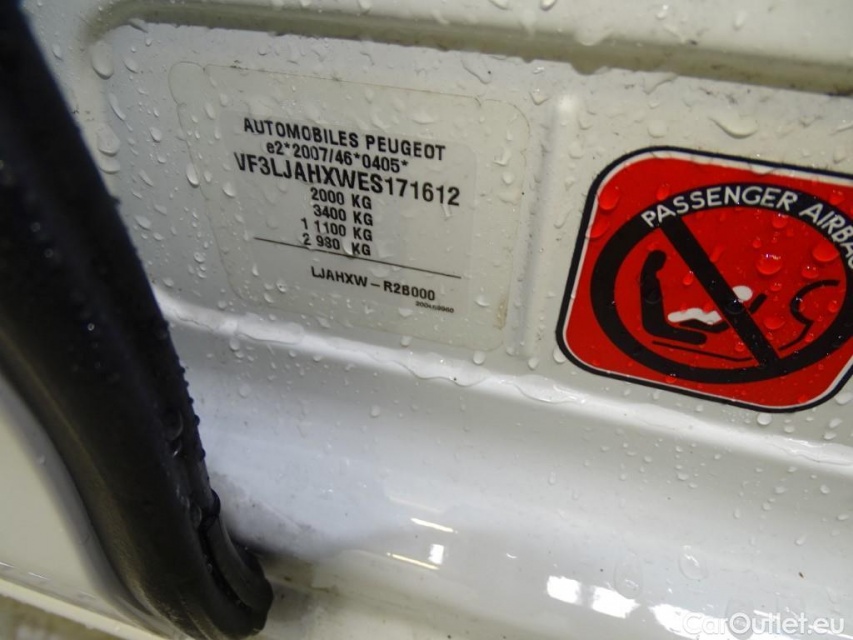 AUTOMOBILES PEUGEOT
e2*2007/46*0405*
VF3LJAHXWES171612
2000 KG
3400 KG
1 1100 KG
2 980 KG
LJAHXW-R2B000
PASSENGER AIRBAG
CarOutlet.eu